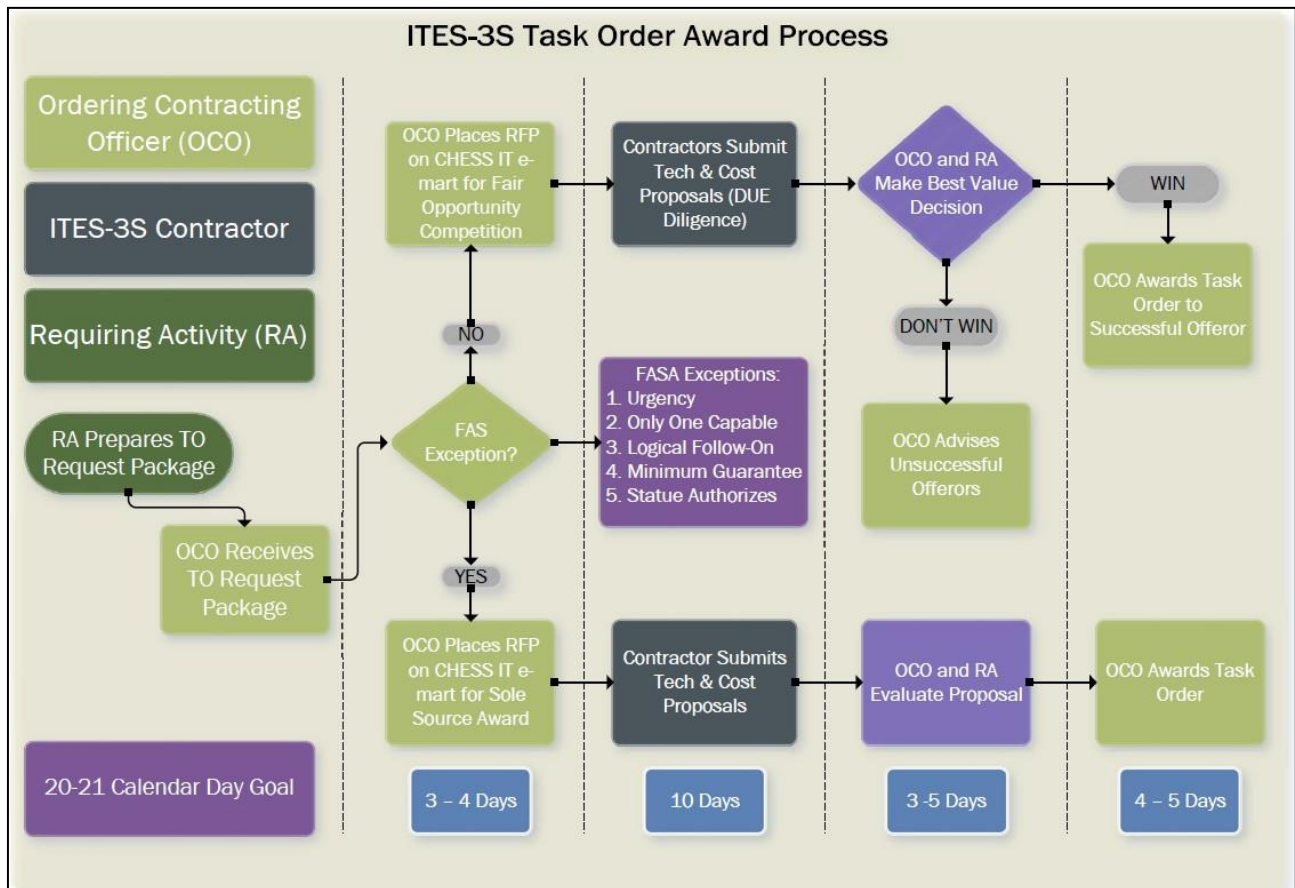 ITES-3S Task Order Award Process
Ordering Contracting
Officer (OCO)
ITES-3S Contractor
Requiring Activity (RA)
RA Prepares TO
Request Package
OCO Receives
TO Request
Package
20-21 Calendar Day Goal
OCO Places RFP
on CHESS IT e-
mart for Fair
Opportunity
Competition
NO
FAS
Exception?
YES
OCO Places RFP
on CHESS IT e-
mart for Sole
Source Award
3 – 4 Days
Contractors Submit
Tech & Cost
Proposals (DUE
Diligence)
FASA Exceptions:
1. Urgency
2. Only One Capable
3. Logical Follow-On
4. Minimum Guarantee
5. Statue Authorizes
Contractor Submits
Tech & Cost
Proposals
10 Days
OCO and RA
Make Best Value
Decision
DON'T WIN
OCO Advises
Unsuccessful
Offerors
OCO and RA
Evaluate Proposal
3 -5 Days
WIN
OCO Awards Task
Order to
Successful Offeror
OCO Awards Task
Order
4 – 5 Days